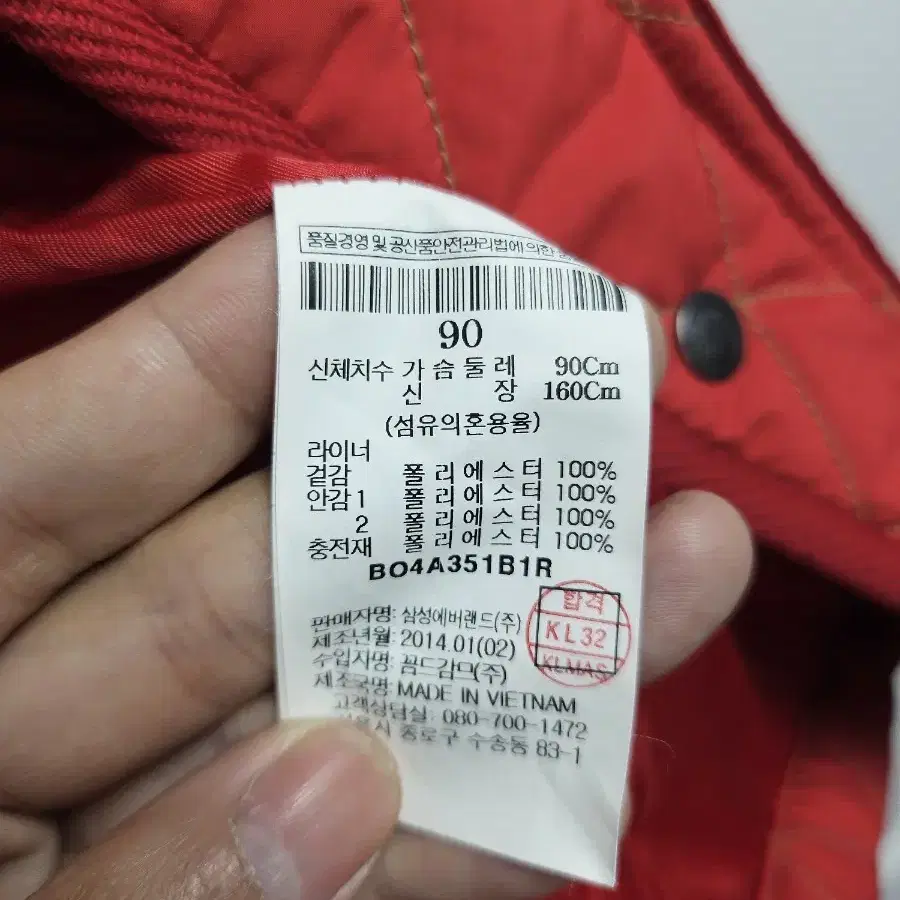 품질경영 및 공산품안전관리법에 의한
90
신체치수 가 슴 둘 레 90Cm
신 장 160Cm
(섬유의혼용율)
라이너
겉감 폴 리 에 스 터 100%
안감 1 폴 리 에 스 터 100%
2 폴 리 에 스 터 100%
충전재 폴 리 에 스 터 100%
BO4A351B1R
합격
KL32
KLMAS
판매자명: 삼성에버랜드(주)
제조년월: 2014.01(02)
수입자명: 꼼드감므(주)
제조국명: MADE IN VIETNAM
고객상담실: 080-700-1472
종로구 수송동 83-1